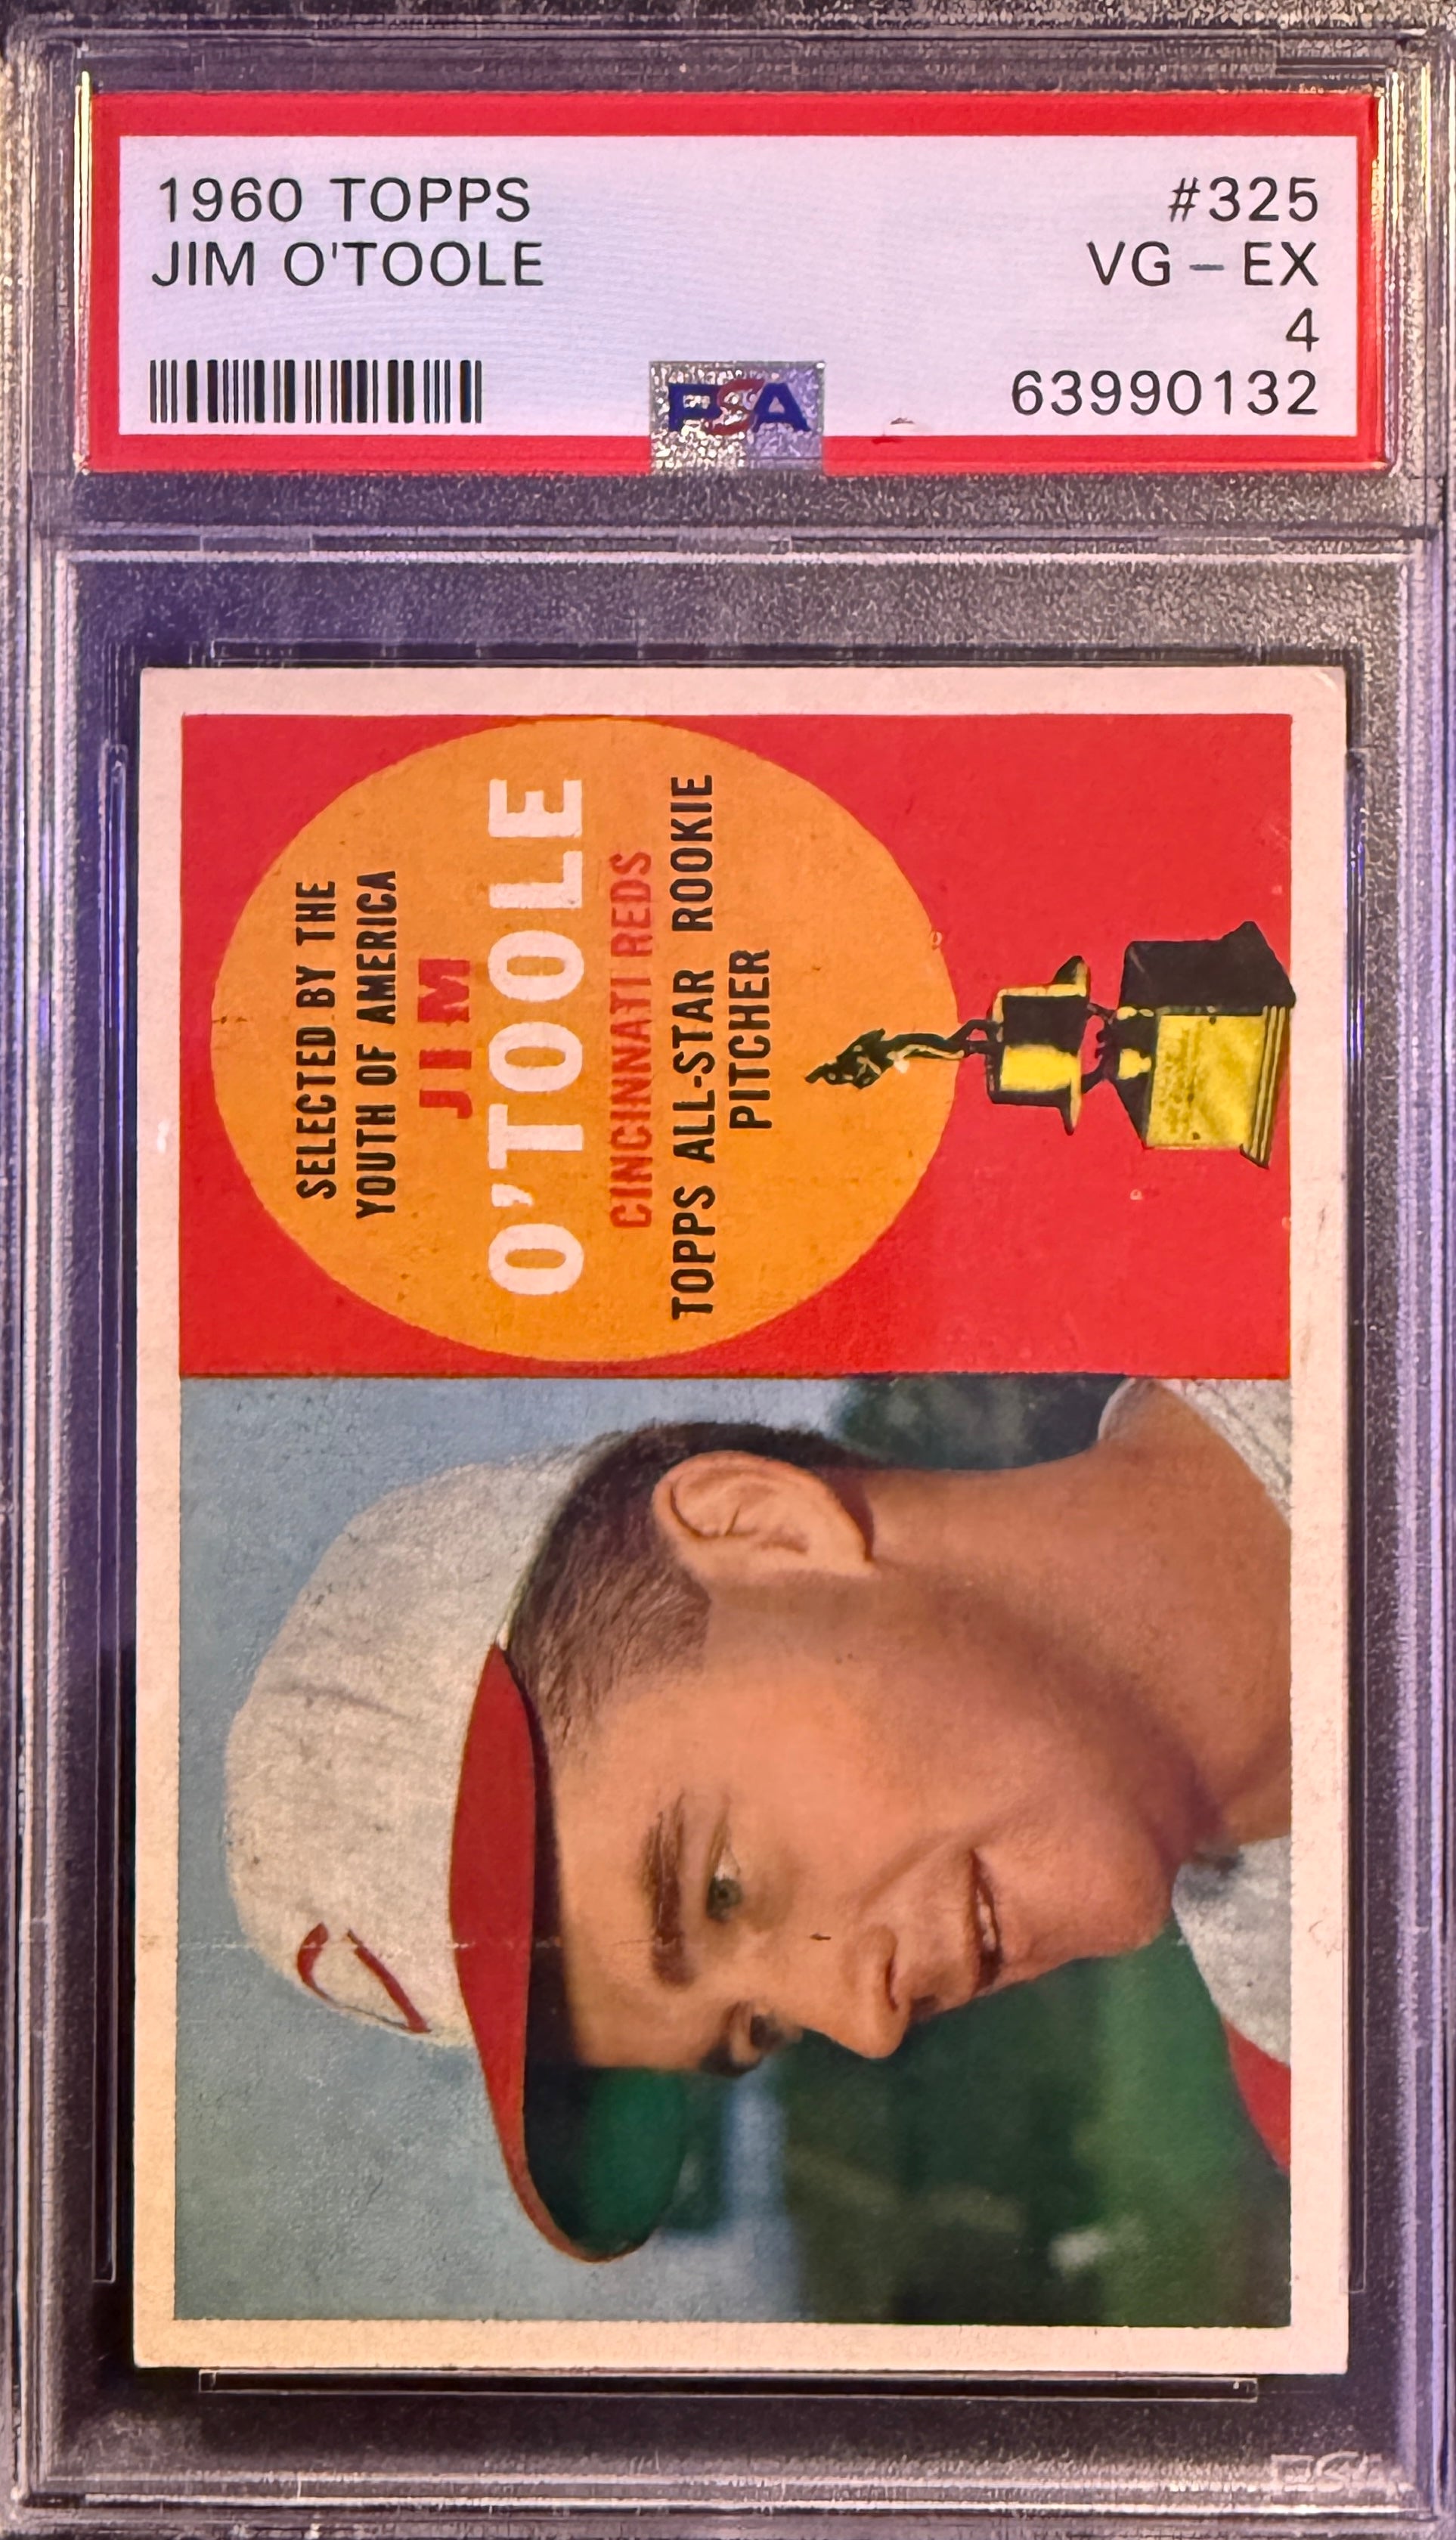 1960 TOPPS
#325
JIM O'TOOLE
VG - EX
4
63990132
PSA
SELECTED BY THE
YOUTH OF AMERICA
JIM
O'TOOLE
CINCINNATI REDS
TOPPS ALL-STAR ROOKIE
PITCHER
C
PSA